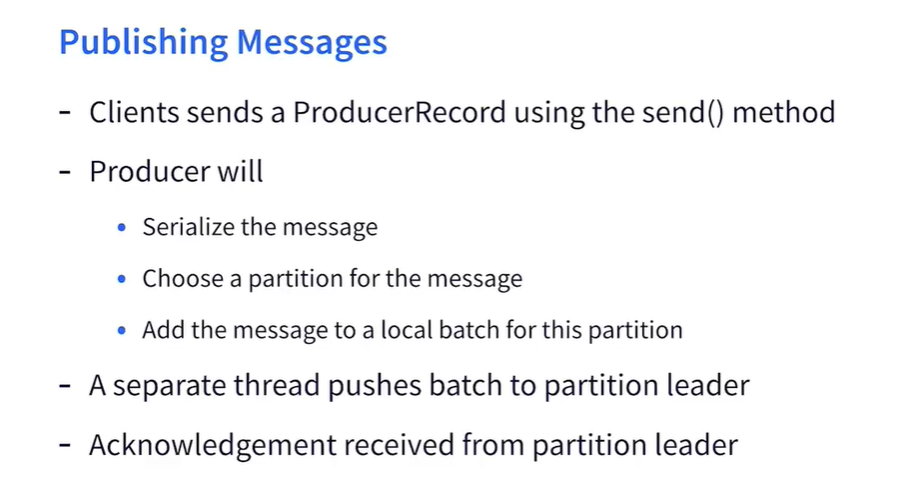 Publishing Messages
- Clients sends a ProducerRecord using the send() method
- Producer will
• Serialize the message
• Choose a partition for the message
• Add the message to a local batch for this partition
- A separate thread pushes batch to partition leader
- Acknowledgement received from partition leader